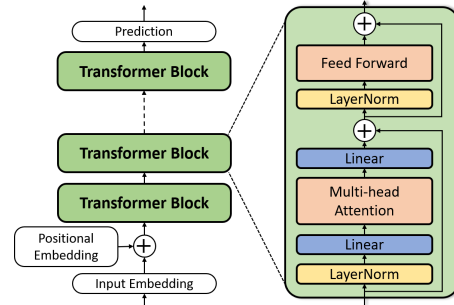 Prediction
Transformer Block
Transformer Block
Transformer Block
Positional
Embedding
Input Embedding
Feed Forward
LayerNorm
Linear
Multi-head
Attention
Linear
LayerNorm